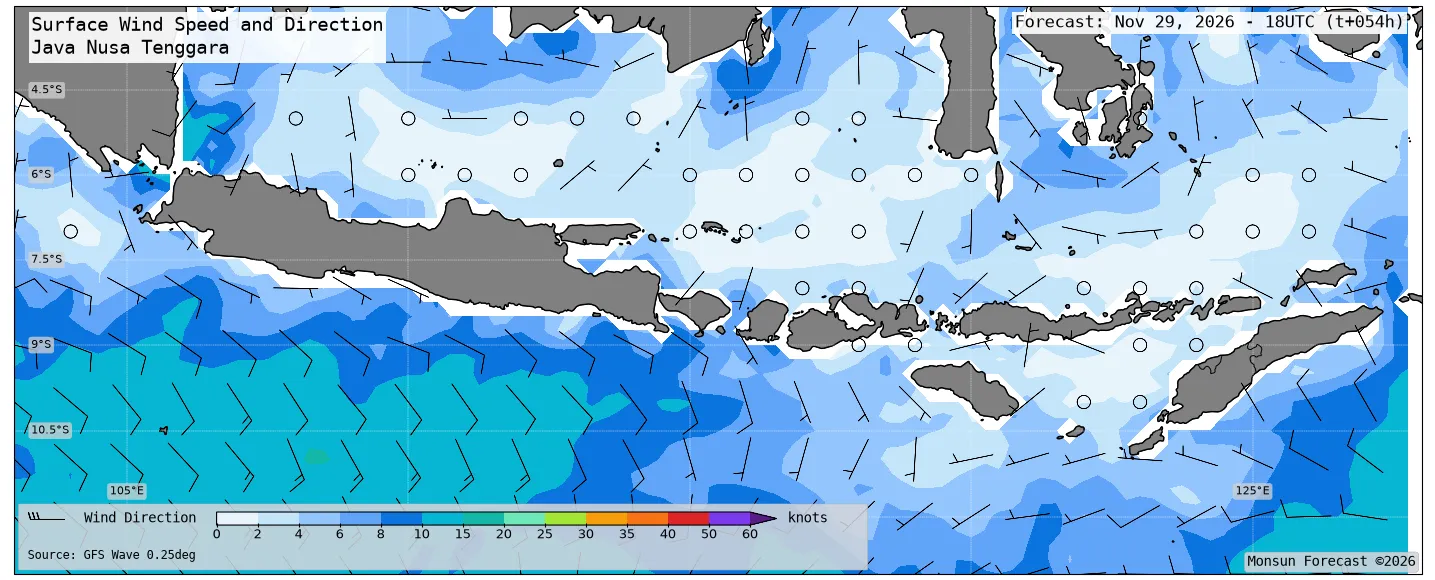 Surface Wind Speed and Direction
Java Nusa Tenggara
Forecast: Nov 29, 2026 - 18UTC (t+054h)
4.5°S
6°S
7.5°S
9°S
10.5°S
105°E
125°E
Wind Direction
0 2 4 6 8 10 15 20 25 30 35 40 50 60
knots
Source: GFS Wave 0.25deg
Monsun Forecast ©2026